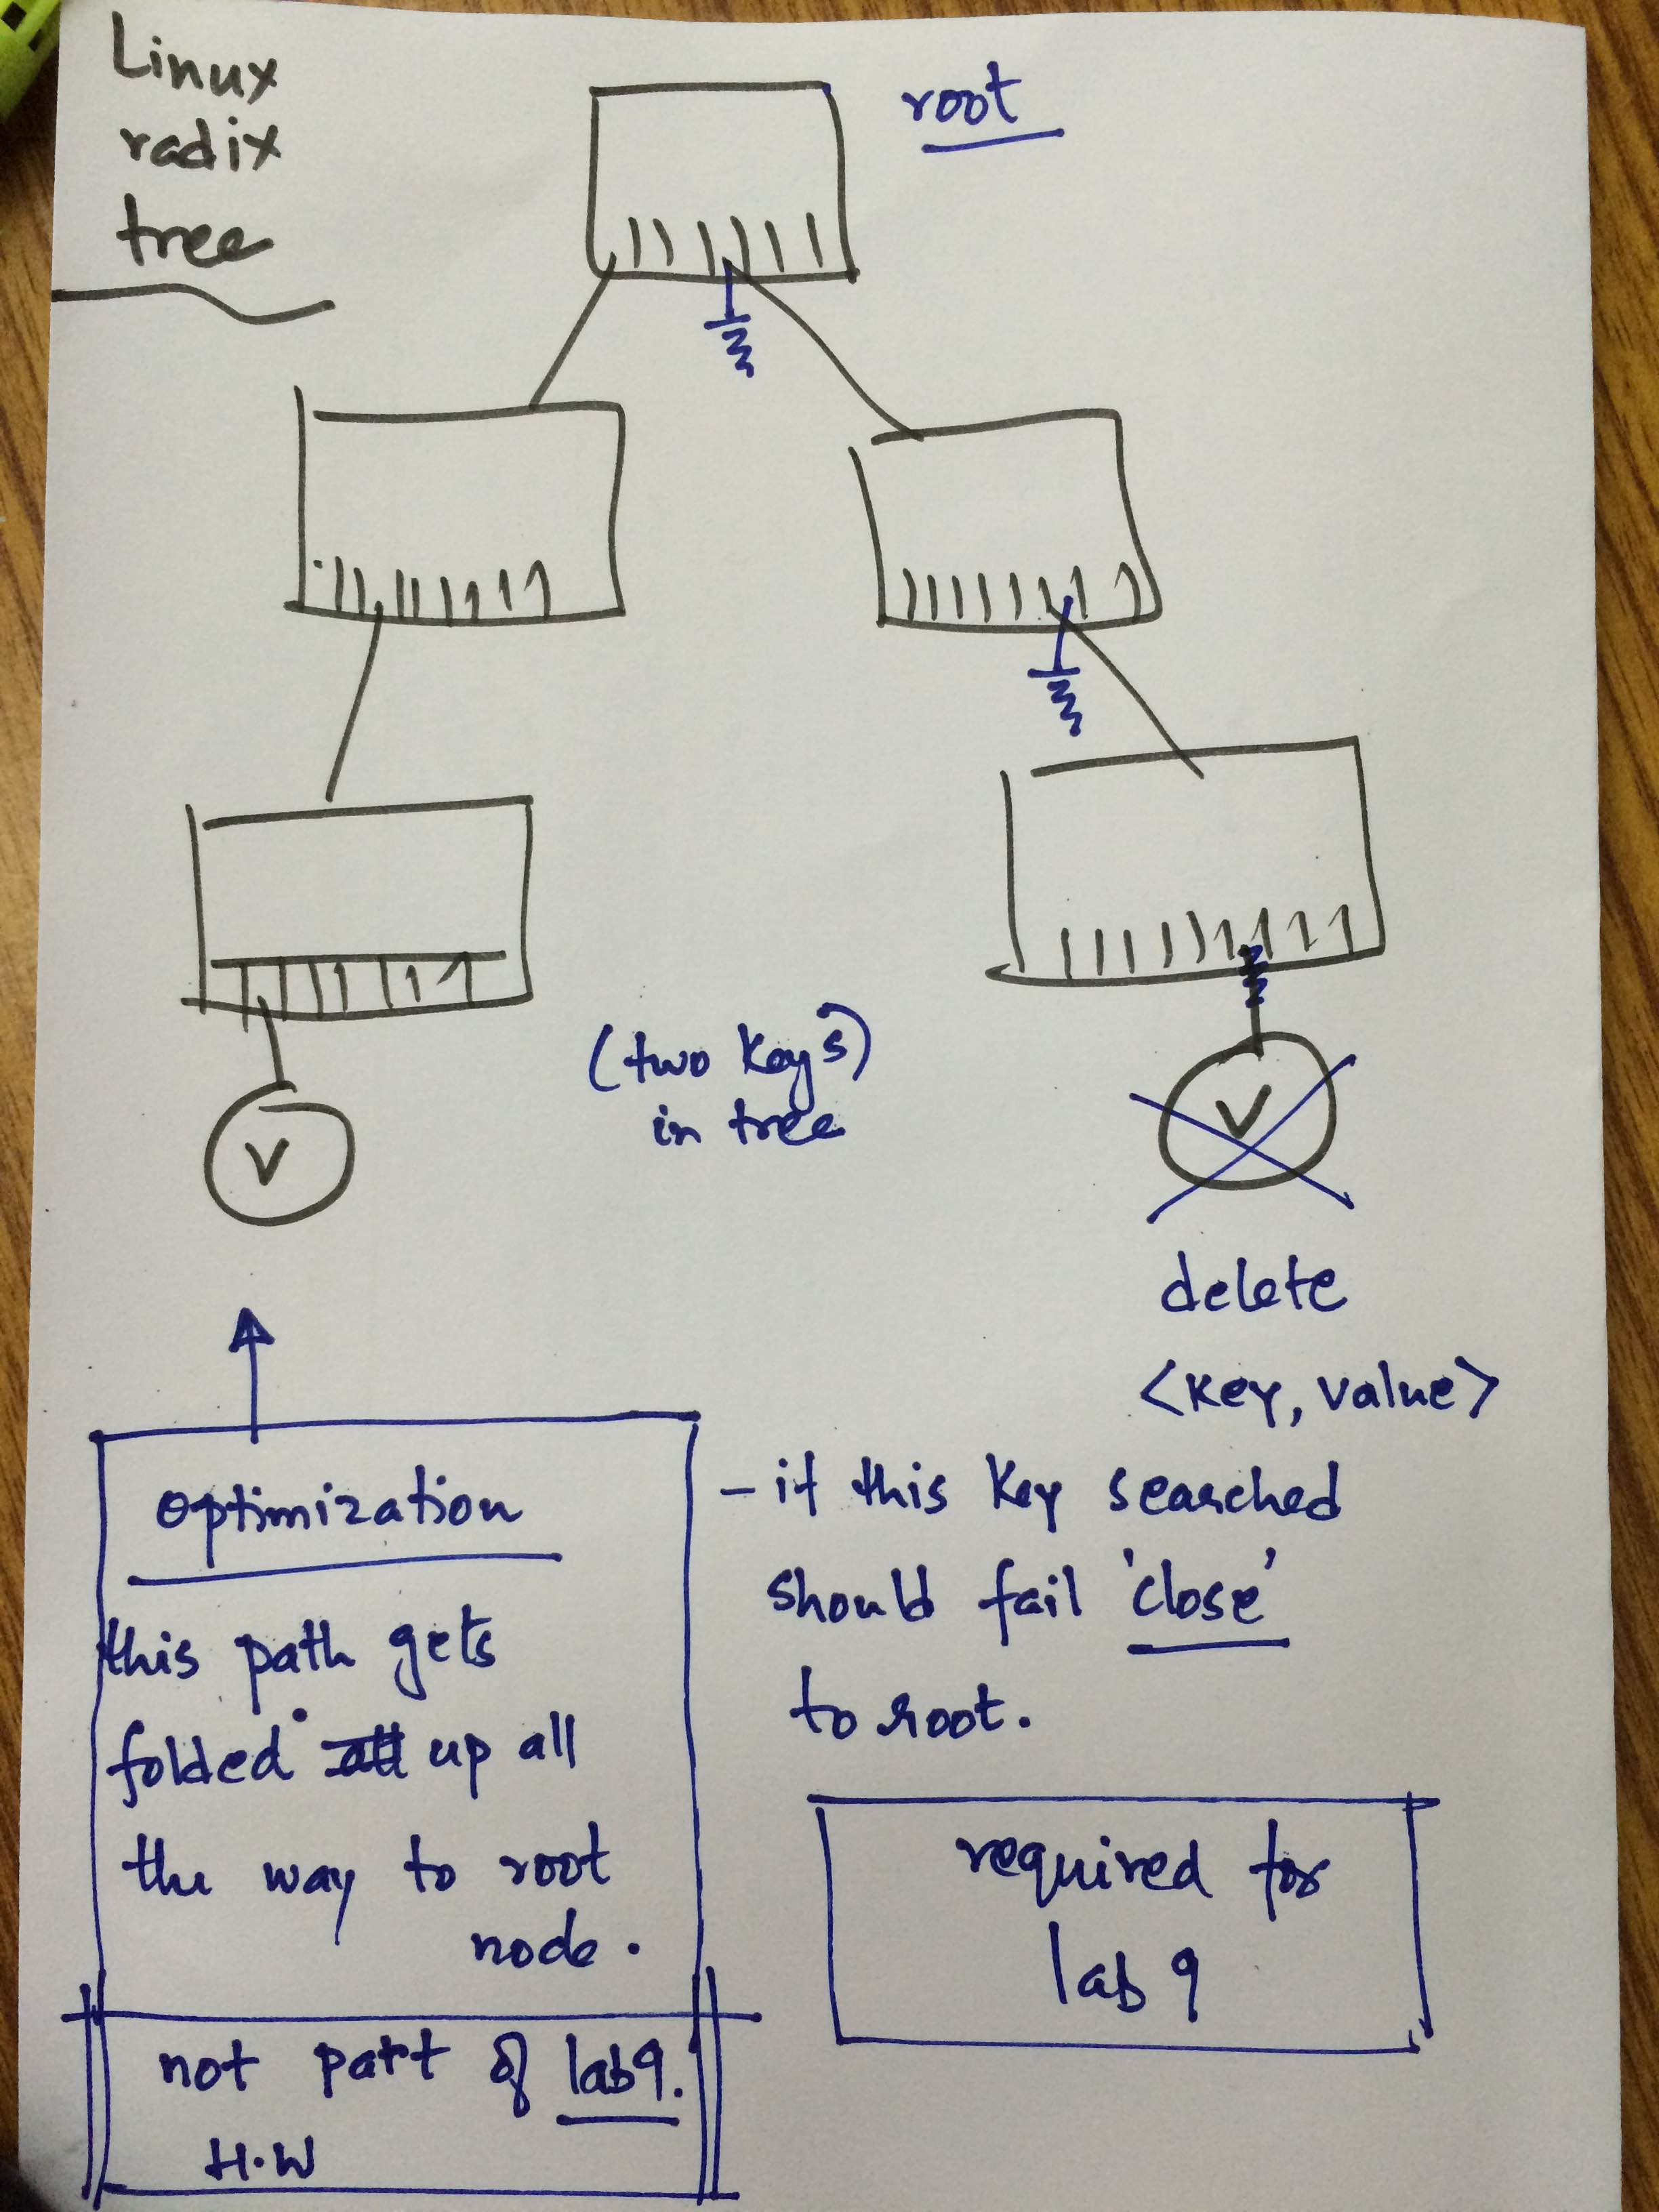 Linux
radix
tree
root
(two keys)
in tree
V
V
delete
<key, value>
- if this key searched
should fail 'close'
to root.
required for
lab 9
optimization
this path gets
folded up all
the way to root
node.
not part of lab9.
H.W